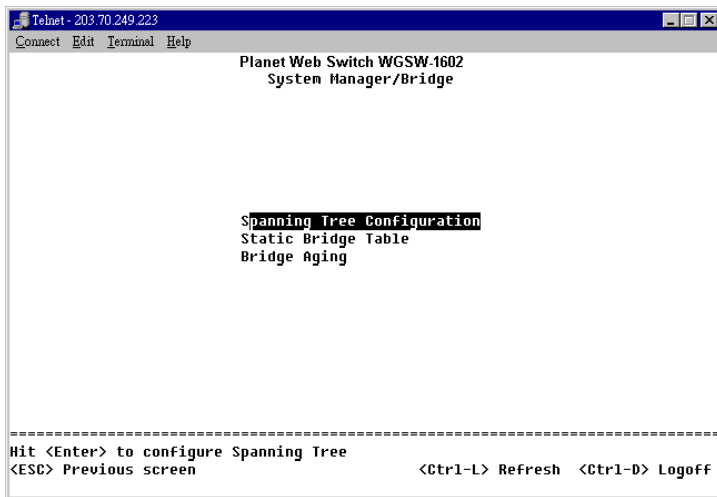 Telnet - 203.70.249.223
Connect Edit Terminal Help
Planet Web Switch WGSW-1602
System Manager/Bridge
Spanning Tree Configuration
Static Bridge Table
Bridge Aging
================================================================================
Hit <Enter> to configure Spanning Tree
<ESC> Previous screen <Ctrl-L> Refresh <Ctrl-D> Logoff